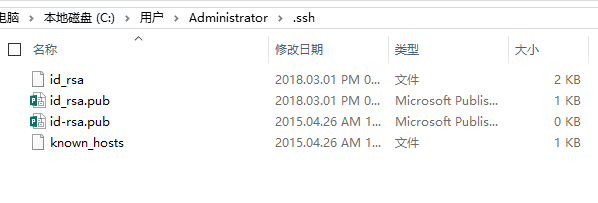 电脑 › 本地磁盘 (C:) › 用户 › Administrator › .ssh
名称 修改日期 类型 大小
id_rsa 2018.03.01 PM 0... 文件 2 KB
id_rsa.pub 2018.03.01 PM 0... Microsoft Publis... 1 KB
id-rsa.pub 2015.04.26 AM 1... Microsoft Publis... 0 KB
known_hosts 2015.04.26 AM 1... 文件 1 KB